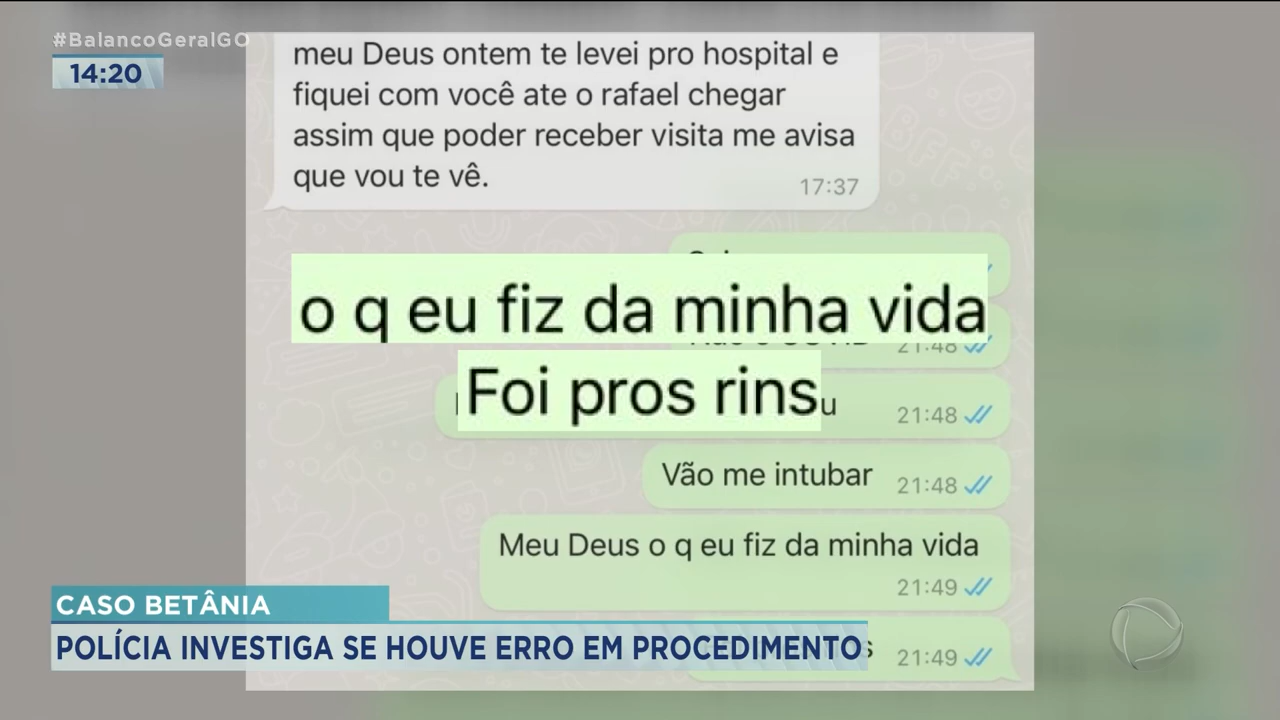 #BalancoGeralGO
14:20
meu Deus ontem te levei pro hospital e
fiquei com você ate o rafael chegar
assim que poder receber visita me avisa
que vou te vê.
17:37
o q eu fiz da minha vida
21:48
Foi pros rins
u
21:48
Vão me intubar
21:48
Meu Deus o q eu fiz da minha vida
21:49
CASO BETÂNIA
POLÍCIA INVESTIGA SE HOUVE ERRO EM PROCEDIMENTO
21:49